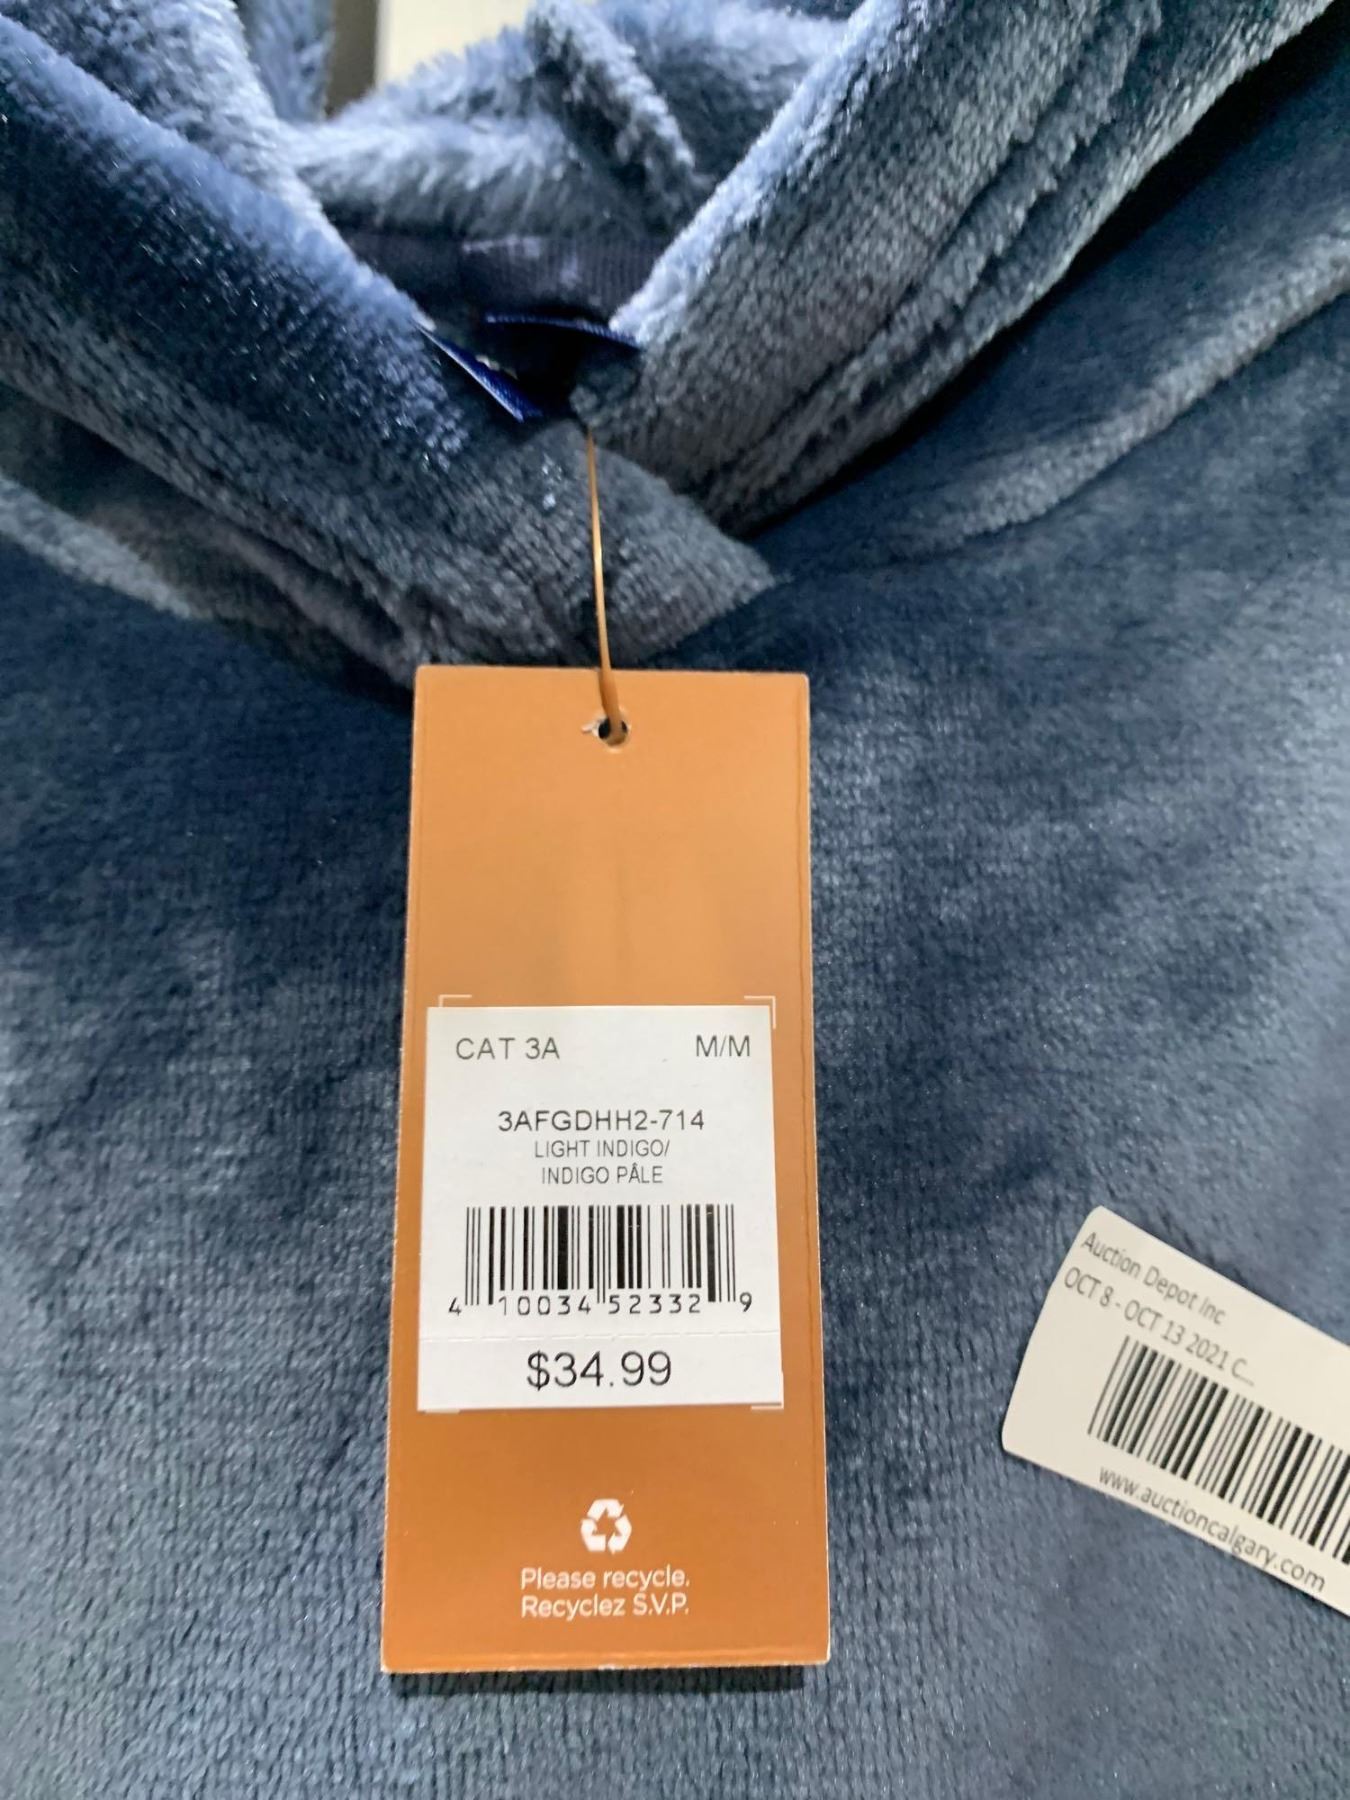 CAT 3A M/M
3AFGDHH2-714
LIGHT INDIGO/
INDIGO PÂLE
4 10034 52332 9
$34.99
Please recycle.
Recyclez S.V.P.
Auction Depot Inc
OCT 8 - OCT 13 2021 C...
www.auctioncalgary.com